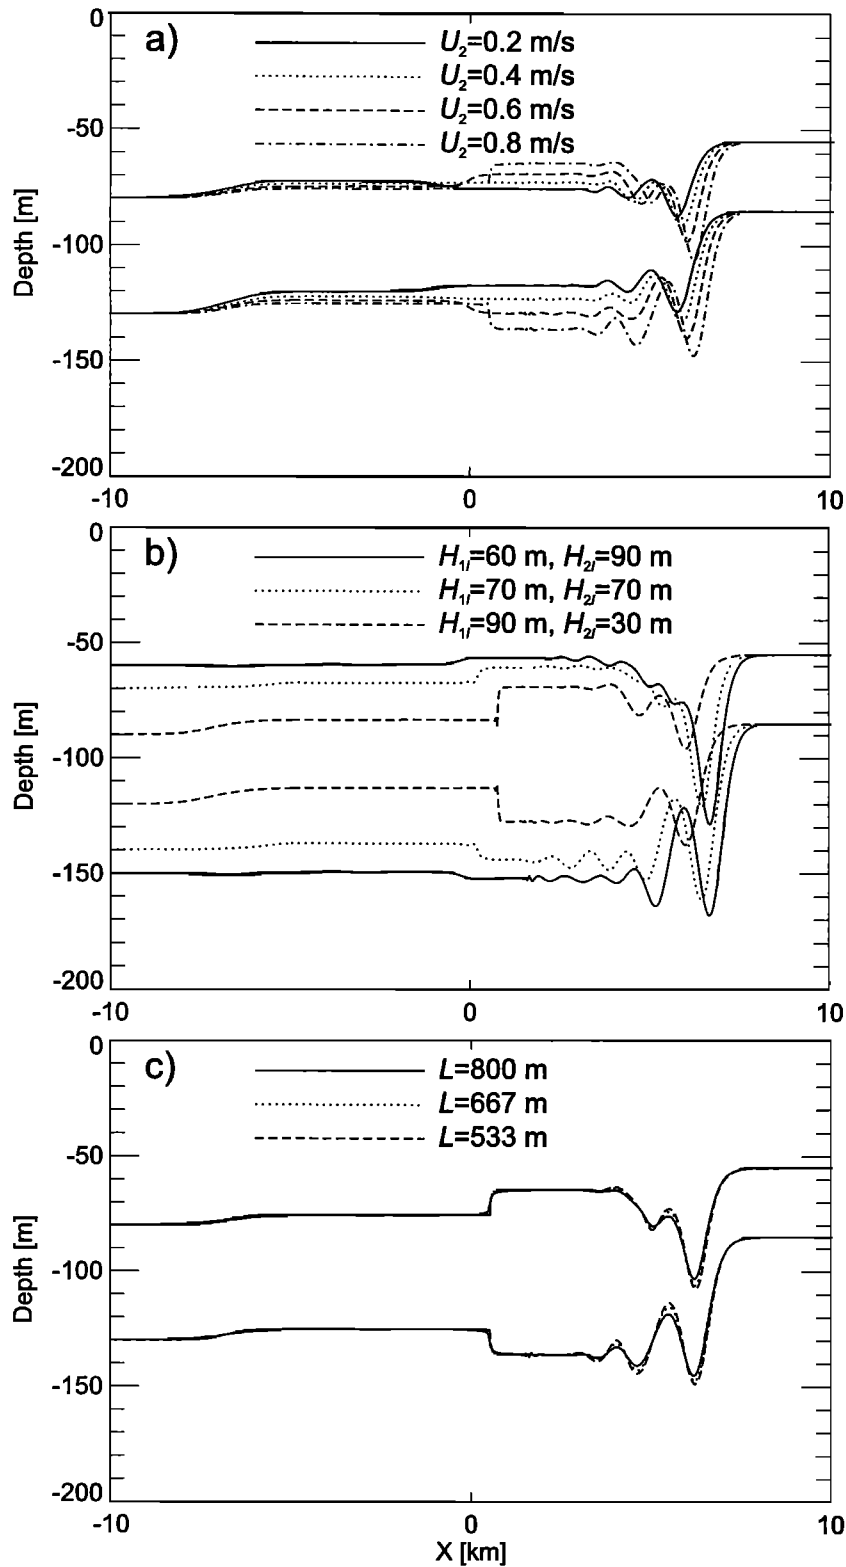 0
a)
U2=0.2 m/s
U2=0.4 m/s
-50
U2=0.6 m/s
U2=0.8 m/s
Depth [m]
-100
-150
-200
-10 0 10
0
b)
H1l=60 m, H2l=90 m
H1l=70 m, H2l=70 m
H1l=90 m, H2l=30 m
-50
Depth [m]
-100
-150
-200
-10 0 10
0
c)
L=800 m
L=667 m
L=533 m
-50
Depth [m]
-100
-150
-200
-10 0 10
X [km]